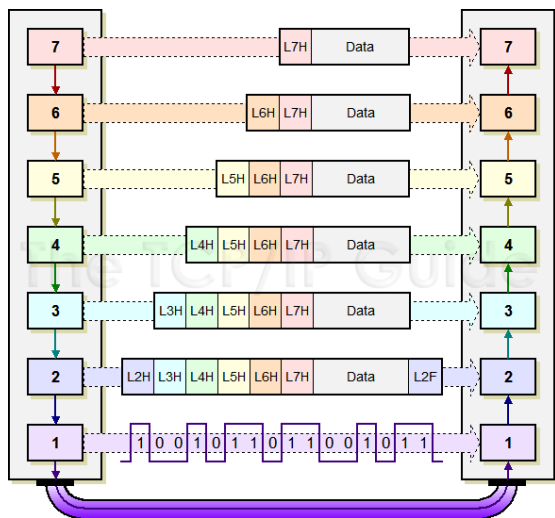 7 L7H Data 7
6 L6H L7H Data 6
5 L5H L6H L7H Data 5
4 L4H L5H L6H L7H Data 4
The TCP/IP Guide
3 L3H L4H L5H L6H L7H Data 3
2 L2H L3H L4H L5H L6H L7H Data L2F 2
1 1 0 0 1 0 1 1 0 1 1 0 0 1 0 1 1 1